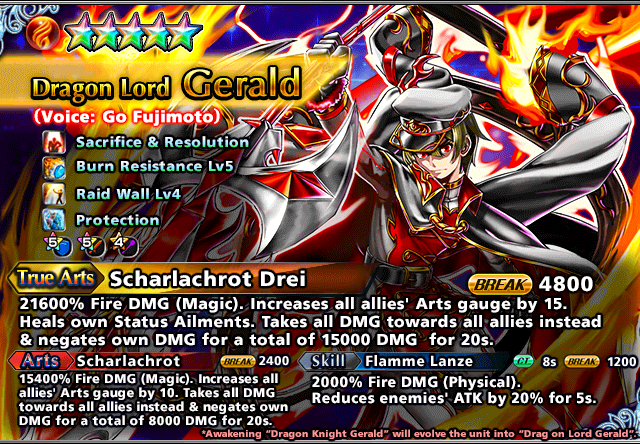 Dragon Lord Gerald
(Voice: Go Fujimoto)
Sacrifice & Resolution
Burn Resistance Lv5
Raid Wall Lv4
Protection
5 5 4
True Arts Scharlachrot Drei BREAK 4800
21600% Fire DMG (Magic). Increases all allies' Arts gauge by 15.
Heals own Status Ailments. Takes all DMG towards all allies instead
& negates own DMG for a total of 15000 DMG for 20s.
Arts Scharlachrot BREAK 2400
15400% Fire DMG (Magic). Increases all
allies' Arts gauge by 10. Takes all DMG
towards all allies instead & negates own
DMG for a total of 8000 DMG for 20s.
Skill Flamme Lanze CT 8s BREAK 1200
2000% Fire DMG (Physical).
Reduces enemies' ATK by 20% for 5s.
*Awakening "Dragon Knight Gerald" will evolve the unit into "Drag on Lord Gerald".